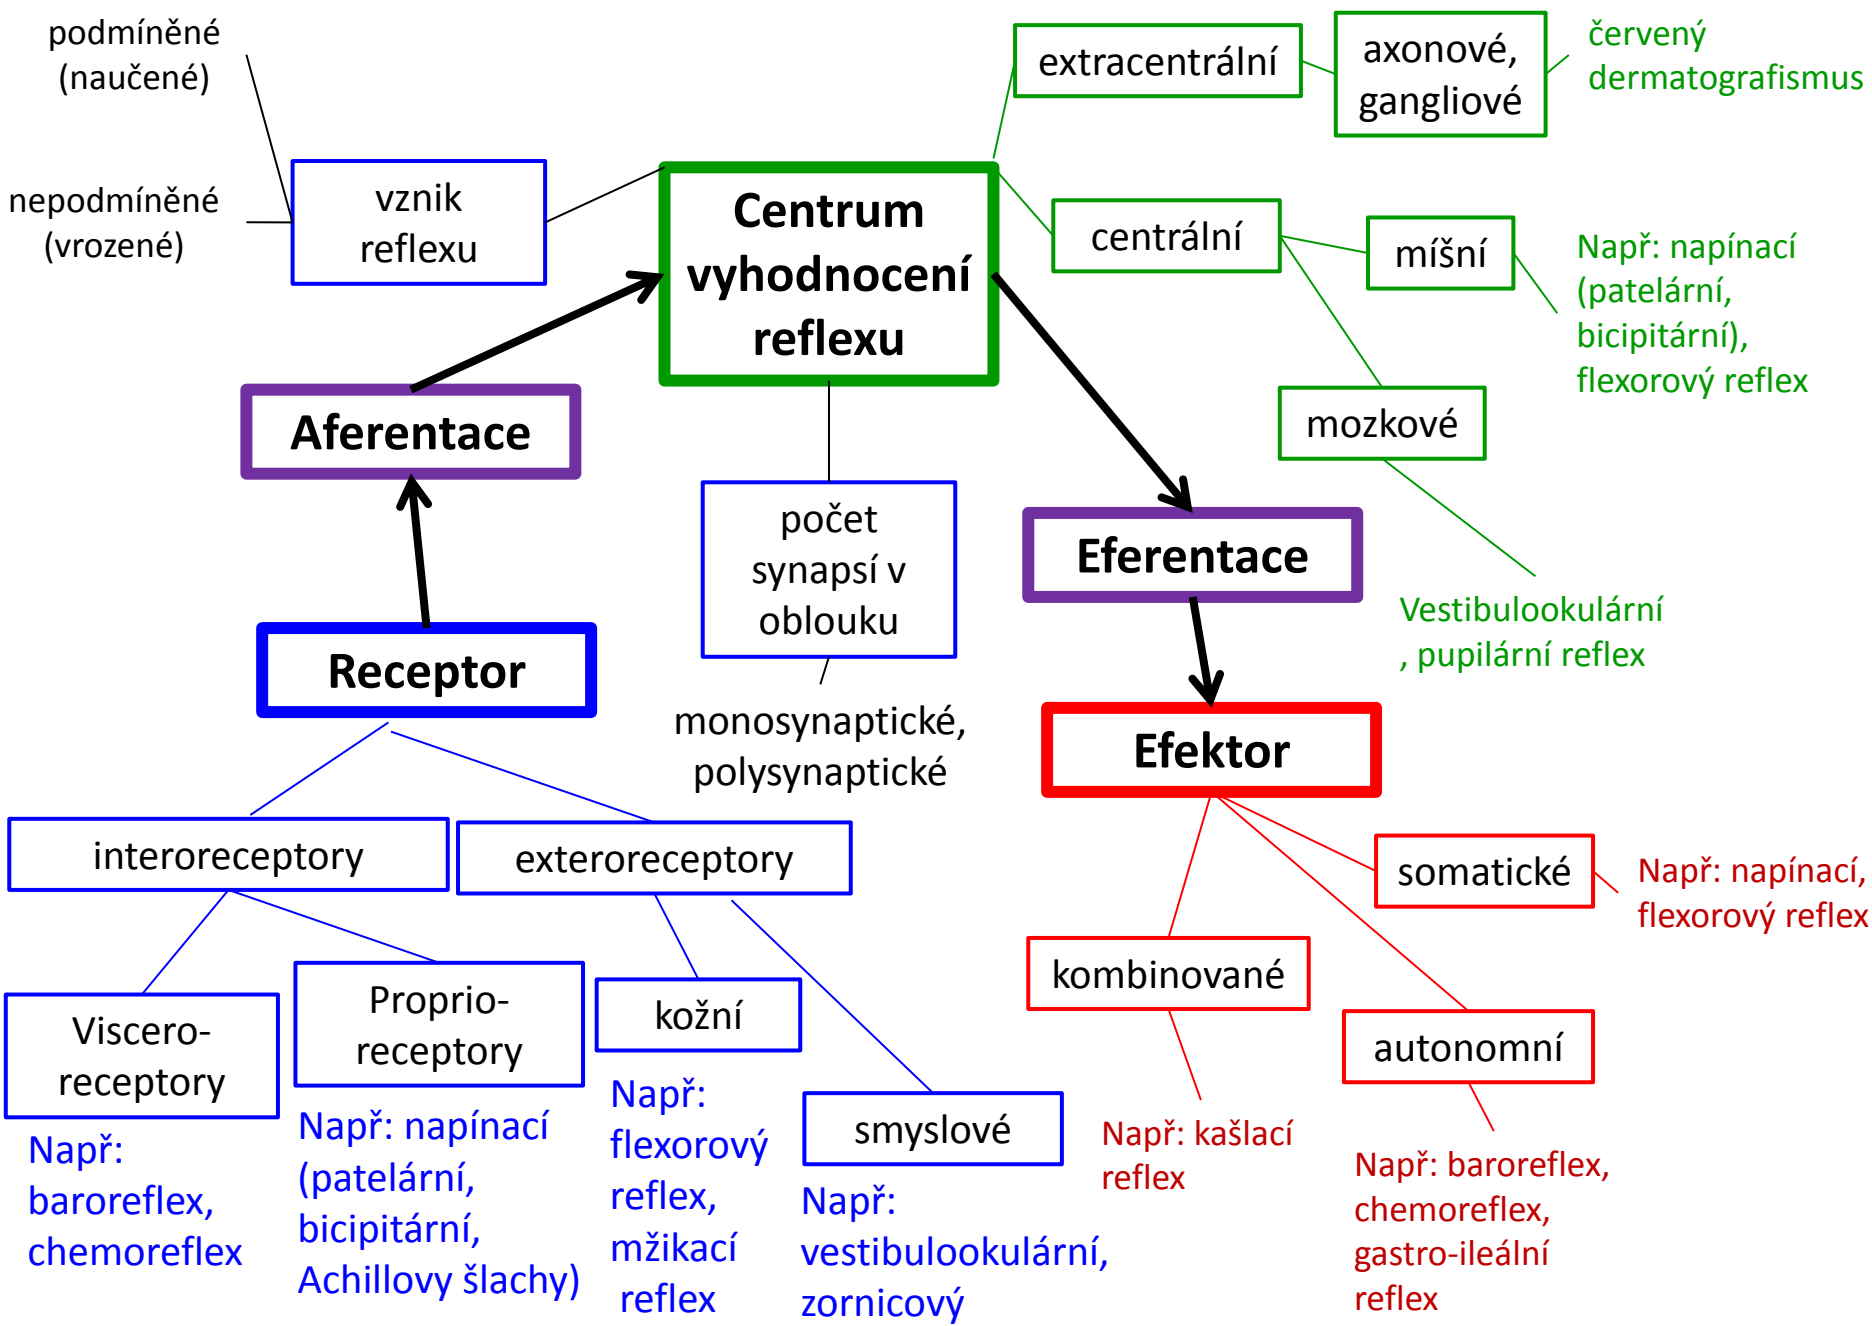 podmíněné
(naučené)
nepodmíněné
(vrozené)
vznik
reflexu
Centrum
vyhodnocení
reflexu
extracentrální
axonové,
gangliové
červený
dermatografismus
centrální
míšní
Např: napínací
(patelární,
bicipitární),
flexorový reflex
mozkové
Vestibulookulární
, pupilární reflex
Aferentace
počet
synapsí v
oblouku
monosynaptické,
polysynaptické
Eferentace
Receptor
Efektor
interoreceptory
exteroreceptory
Viscero-
receptory
Např:
baroreflex,
chemoreflex
Proprio-
receptory
Např: napínací
(patelární,
bicipitární,
Achillovy šlachy)
kožní
Např:
flexorový
reflex,
mžikací
reflex
smyslové
Např:
vestibulookulární,
zornicový
somatické
Např: napínací,
flexorový reflex
kombinované
Např: kašlací
reflex
autonomní
Např: baroreflex,
chemoreflex,
gastro-ileální
reflex